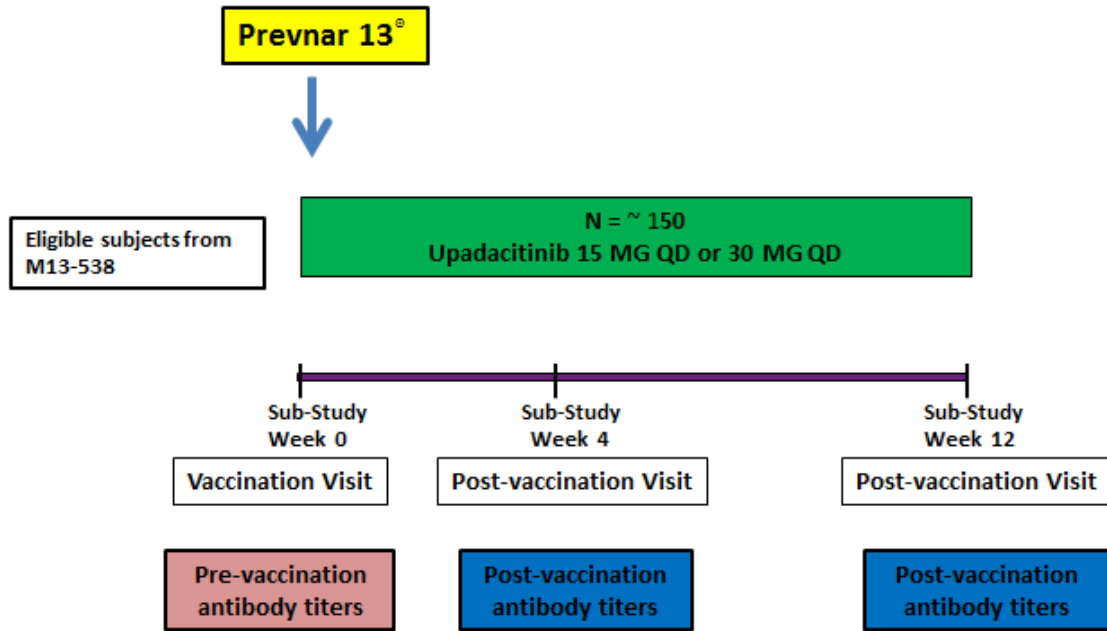 Prevnar 13®
Eligible subjects from
M13-538
N = ~ 150
Upadacitinib 15 MG QD or 30 MG QD
Sub-Study
Week 0
Sub-Study
Week 4
Sub-Study
Week 12
Vaccination Visit
Post-vaccination Visit
Post-vaccination Visit
Pre-vaccination
antibody titers
Post-vaccination
antibody titers
Post-vaccination
antibody titers